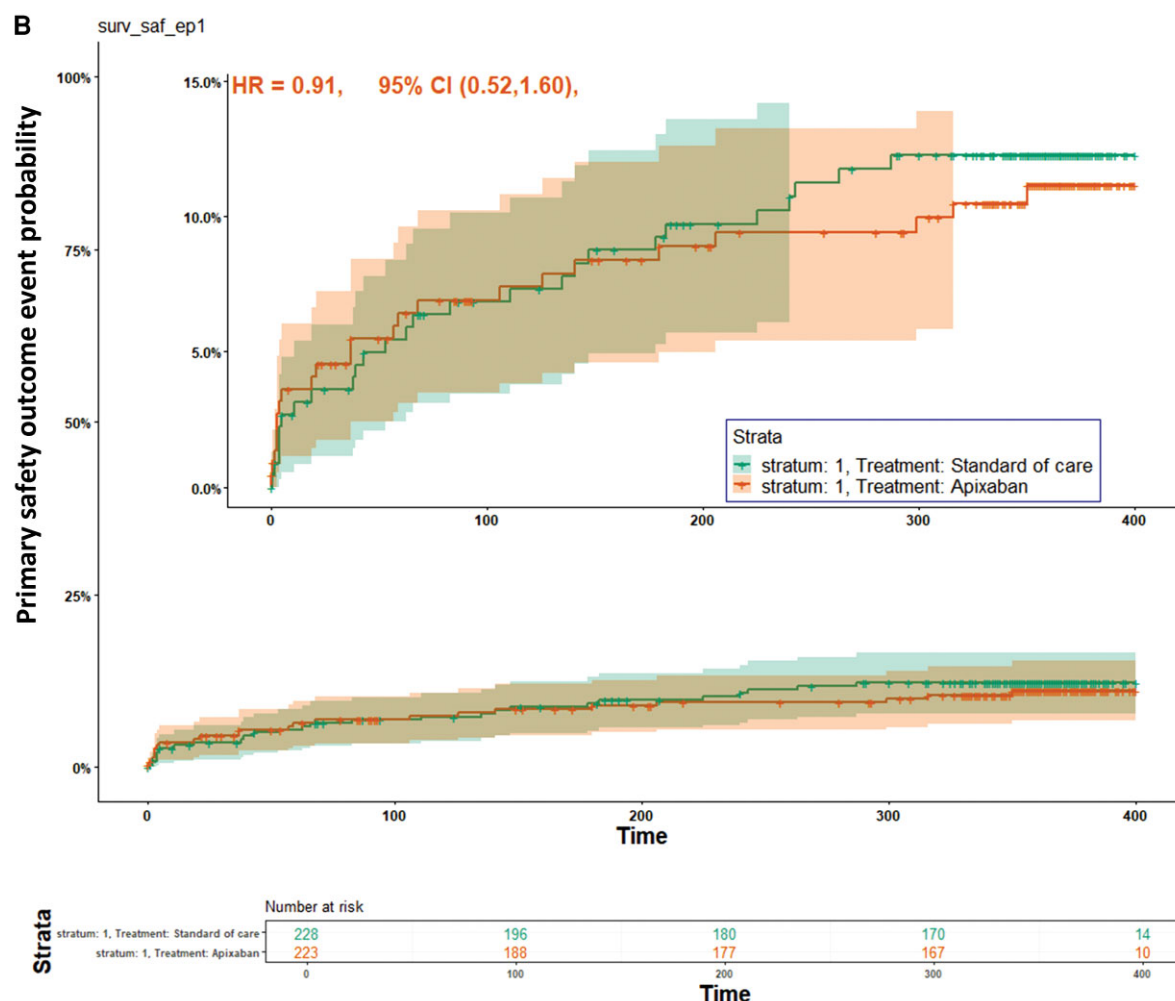 B
surv_saf_ep1
Primary safety outcome event probability
100%
75%
50%
25%
0%
HR = 0.91, 95% CI (0.52,1.60),
15.0%
10.0%
5.0%
0.0%
0 100 200 300 400
Strata
stratum: 1, Treatment: Standard of care
stratum: 1, Treatment: Apixaban
0 100 200 300 400
Time
Number at risk
Strata
stratum: 1, Treatment: Standard of care 228 196 180 170 14
stratum: 1, Treatment: Apixaban 223 188 177 167 10
0 100 200 300 400
Time